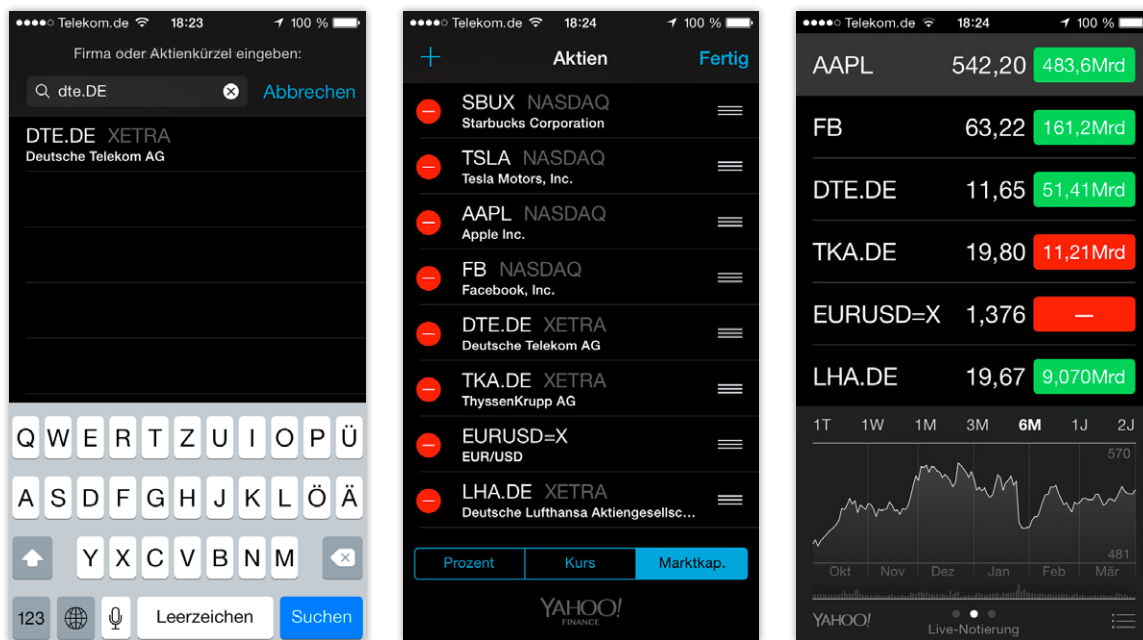 Telekom.de 18:23 100 %
Firma oder Aktienkürzel eingeben:
dte.DE Abbrechen
DTE.DE XETRA
Deutsche Telekom AG
Q W E R T Z U I O P Ü
A S D F G H J K L Ö Ä
Y X C V B N M
123 Leerzeichen Suchen
Telekom.de 18:24 100 %
+ Aktien Fertig
SBUX NASDAQ
Starbucks Corporation
TSLA NASDAQ
Tesla Motors, Inc.
AAPL NASDAQ
Apple Inc.
FB NASDAQ
Facebook, Inc.
DTE.DE XETRA
Deutsche Telekom AG
TKA.DE XETRA
ThyssenKrupp AG
EURUSD=X
EUR/USD
LHA.DE XETRA
Deutsche Lufthansa Aktiengesellsc...
Prozent Kurs Marktkap.
YAHOO!
FINANCE
Telekom.de 18:24 100 %
AAPL 542,20 483,6Mrd
FB 63,22 161,2Mrd
DTE.DE 11,65 51,41Mrd
TKA.DE 19,80 11,21Mrd
EURUSD=X 1,376 —
LHA.DE 19,67 9,070Mrd
1T 1W 1M 3M 6M 1J 2J
570
481
Okt Nov Dez Jan Feb Mär
YAHOO!
Live-Notierung